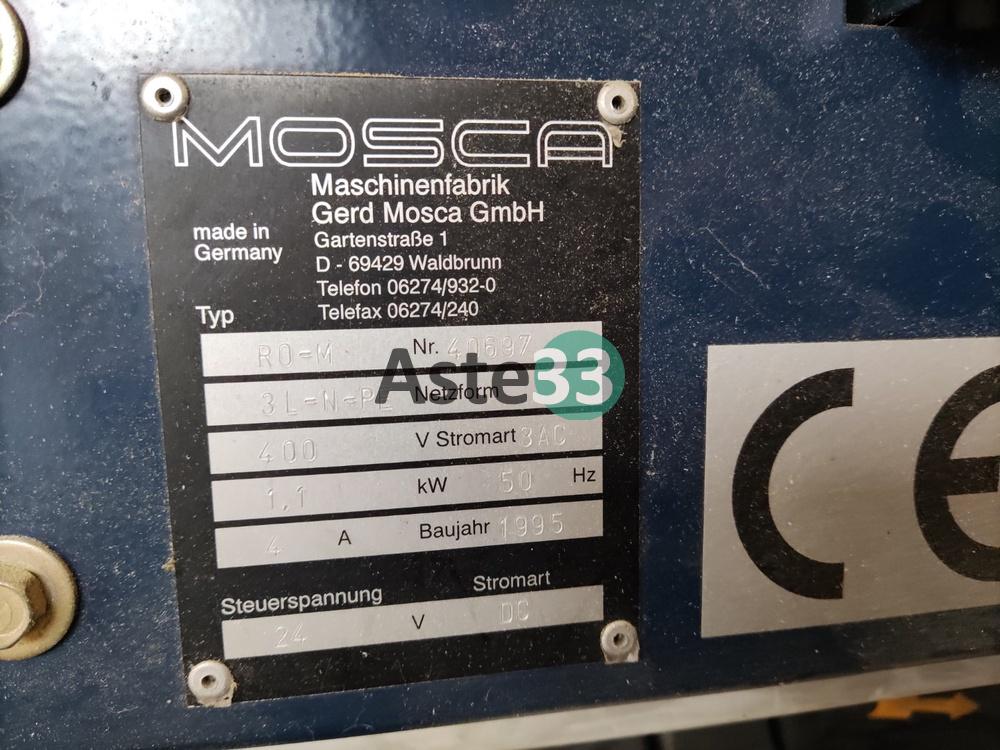 MOSCA
Maschinenfabrik
Gerd Mosca GmbH
made in
Germany
Gartenstraße 1
D - 69429 Waldbrunn
Telefon 06274/932-0
Telefax 06274/240
Typ
RO-M Nr. 40697
3L-N-PE Netzform
400 V Stromart 3AC
1,1 kW 50 Hz
4 A Baujahr 1995
Steuerspannung Stromart
24 V DC
Aste33
CE